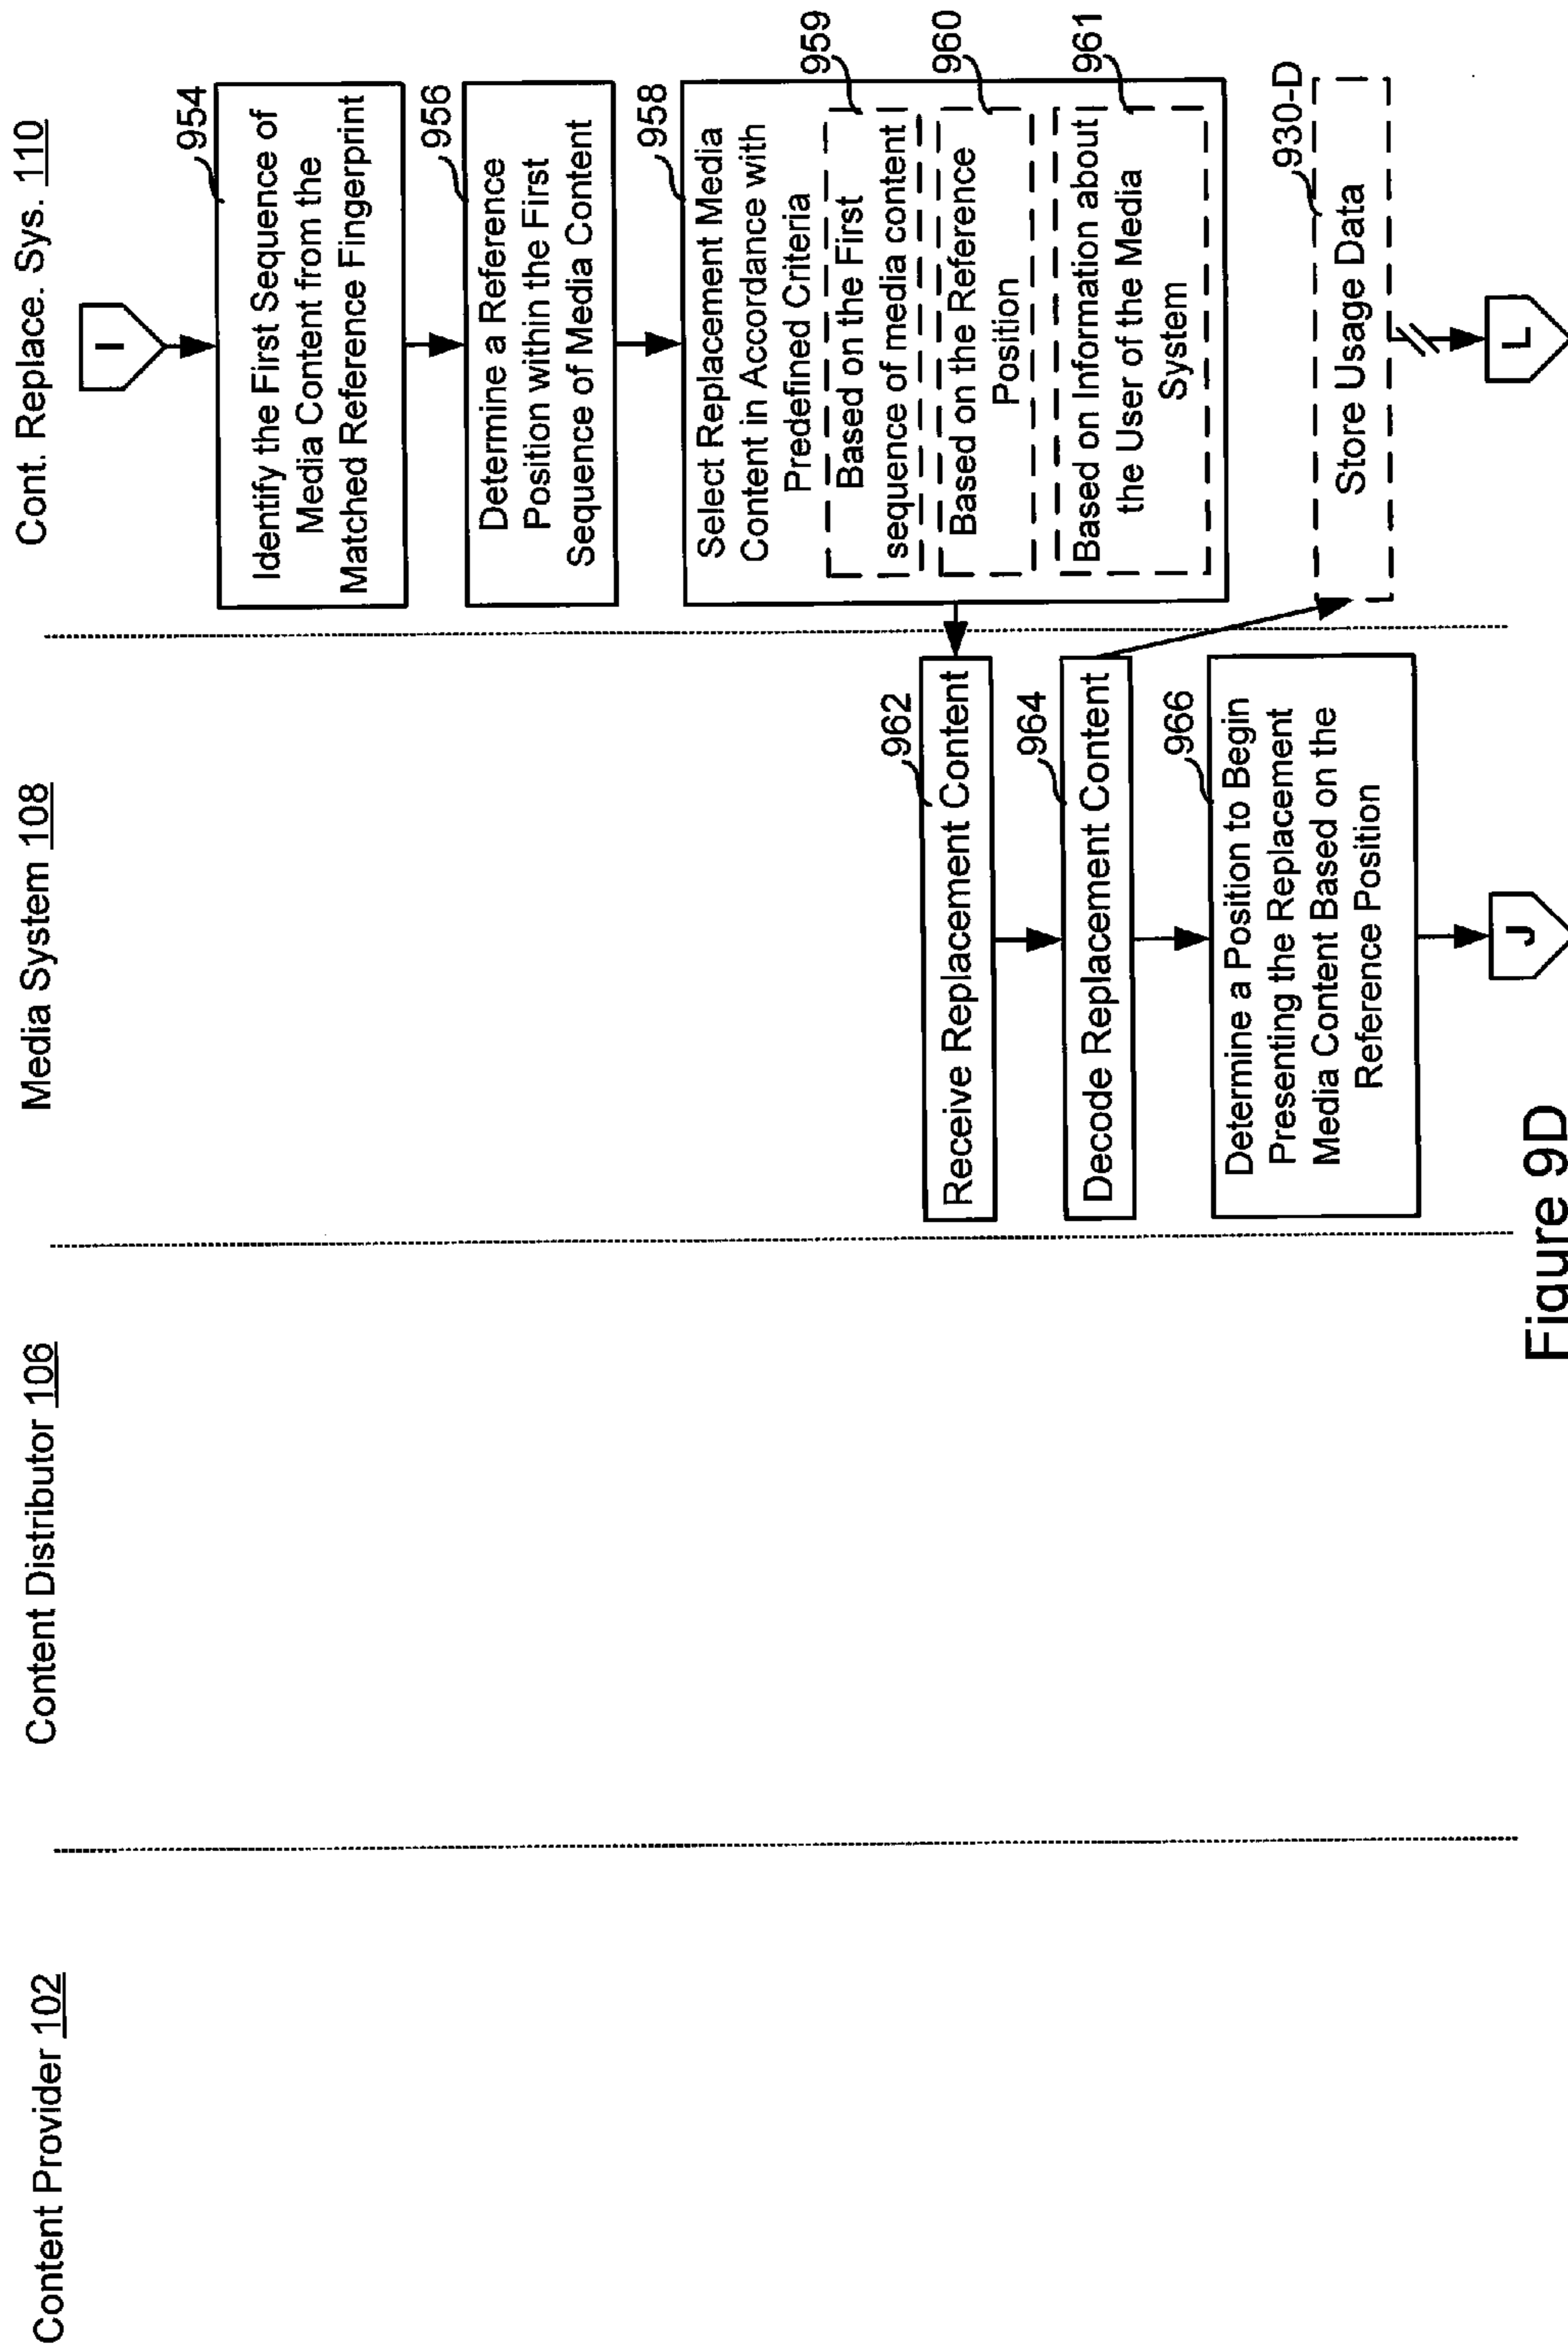 Content Provider 102
Content Distributor 106
Media System 108
Cont. Replace. Sys. 110
I
954
Identify the First Sequence of
Media Content from the
Matched Reference Fingerprint
956
Determine a Reference
Position within the First
Sequence of Media Content
958
Select Replacement Media
Content in Accordance with
Predefined Criteria
959
Based on the First
sequence of media content
960
Based on the Reference
Position
961
Based on Information about
the User of the Media
System
962
Receive Replacement Content
964
Decode Replacement Content
966
Determine a Position to Begin
Presenting the Replacement
Media Content Based on the
Reference Position
930-D
Store Usage Data
J
L
Figure 9D